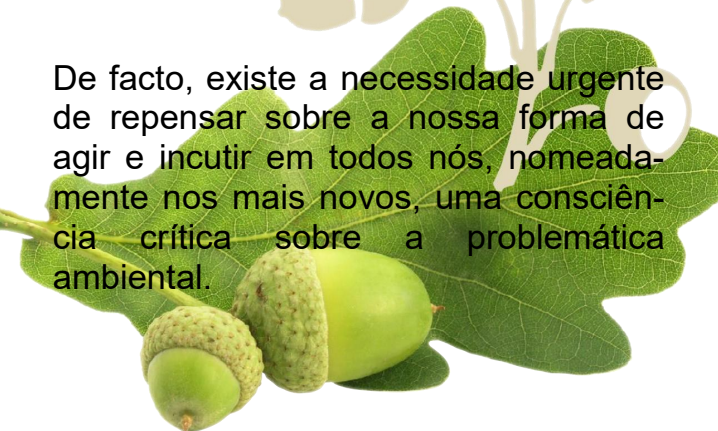 De facto, existe a necessidade urgente
de repensar sobre a nossa forma de
agir e incutir em todos nós, nomeada-
mente nos mais novos, uma consciên-
cia crítica sobre a problemática
ambiental.